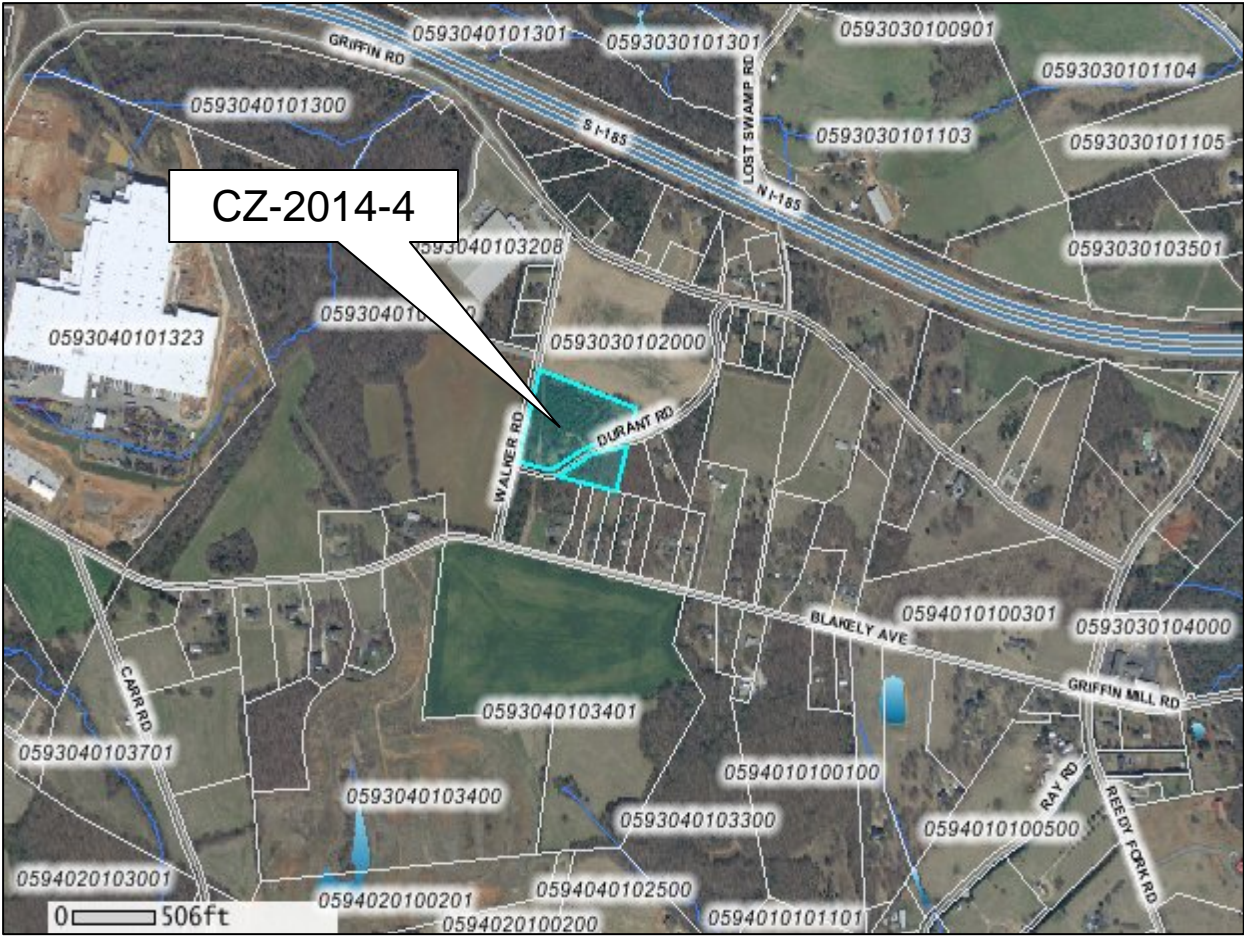 0593040101301
0593030101301
0593030100901
GRIFFIN RD
0593030101104
0593040101300
LOST SWAMP RD
S I-185
0593030101103
0593030101105
N I-185
CZ-2014-4
0593030103501
0593040101323
0593030102000
DURANT RD
WALKER RD
BLAKELY AVE
0594010100301
0593030104000
GRIFFIN MILL RD
CARR RD
0593040103401
0593040103701
0594010100100
RAY RD
REEDY FORK RD
0593040103400
0593040103300
0594010100500
0594020103001
0594020100201
0594040102500
0594010101101
0594020100200
0 506ft